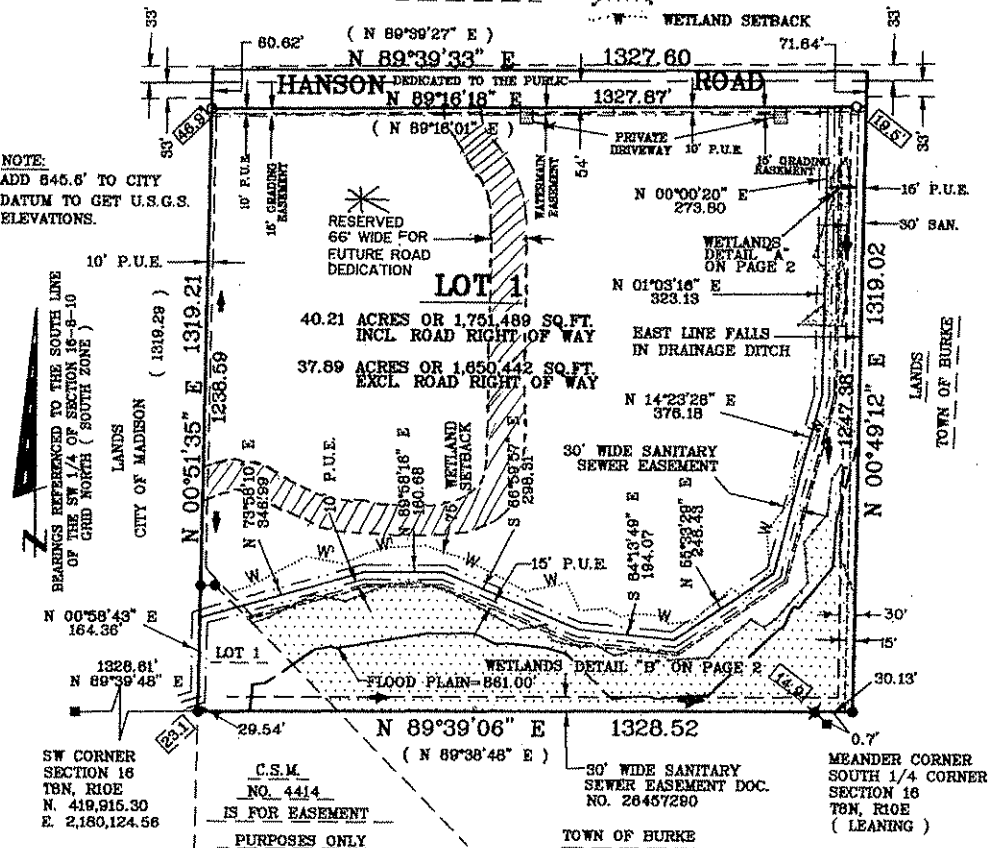 W WETLAND SETBACK
33'
33'
60.62'
( N 89°39'27" E )
71.64'
N 89°39'33" E 1327.60
HANSON DEDICATED TO THE PUBLIC ROAD
N 89°16'18" E 1327.87'
( N 89°16'01" E )
46.9'
19.5'
33'
33'
NOTE:
ADD 845.6' TO CITY
DATUM TO GET U.S.G.S.
ELEVATIONS.
10' P.U.E.
15' GRADING
EASEMENT
WATERMAIN
EASEMENT
54'
PRIVATE
DRIVEWAY
10' P.U.E.
15' GRADING
EASEMENT
N 00°00'20" E
273.80
15' P.U.E.
30' SAN.
RESERVED
66' WIDE FOR
FUTURE ROAD
DEDICATION
WETLANDS
DETAIL "A"
ON PAGE 2
10' P.U.E.
LOT 1
N 01°03'16" E
323.13
40.21 ACRES OR 1,751,489 SQ.FT.
INCL ROAD RIGHT OF WAY
37.89 ACRES OR 1,650,442 SQ.FT.
EXCL ROAD RIGHT OF WAY
EAST LINE FALLS
IN DRAINAGE DITCH
BEARINGS REFERENCED TO THE SOUTH LINE
OF THE SW 1/4 OF SECTION 16-8-10
GRID NORTH ( SOUTH ZONE )
LANDS
CITY OF MADISON
( 1319.29 )
N 00°51'35" E 1319.21
1238.59
N 14°23'28" E
376.18
30' WIDE SANITARY
SEWER EASEMENT
1247.38
N 00°49'12" E 1319.02
LANDS
TOWN OF BURKE
N 73°58'10" E
346.99
10' P.U.E.
N 89°58'16" E
160.68
75' WETLAND
SETBACK
S 66°59'57" E
298.51'
15' P.U.E.
S 84°13'49" E
194.07
N 55°33'29" E
245.43
W W W W W W W
N 00°58'43" E
164.36'
1328.61'
N 89°39'48" E
LOT 1
30'
15'
WETLANDS DETAIL "B" ON PAGE 2
FLOOD PLAIN=861.00'
14.9'
30.13'
23.1
29.54'
N 89°39'06" E 1328.52
( N 89°38'48" E )
0.7'
SW CORNER
SECTION 16
T8N, R10E
N. 419,915.30
E. 2,180,124.56
C.S.M.
NO. 4414
IS FOR EASEMENT
PURPOSES ONLY
30' WIDE SANITARY
SEWER EASEMENT DOC.
NO. 26457290
TOWN OF BURKE
MEANDER CORNER
SOUTH 1/4 CORNER
SECTION 16
T8N, R10E
( LEANING )